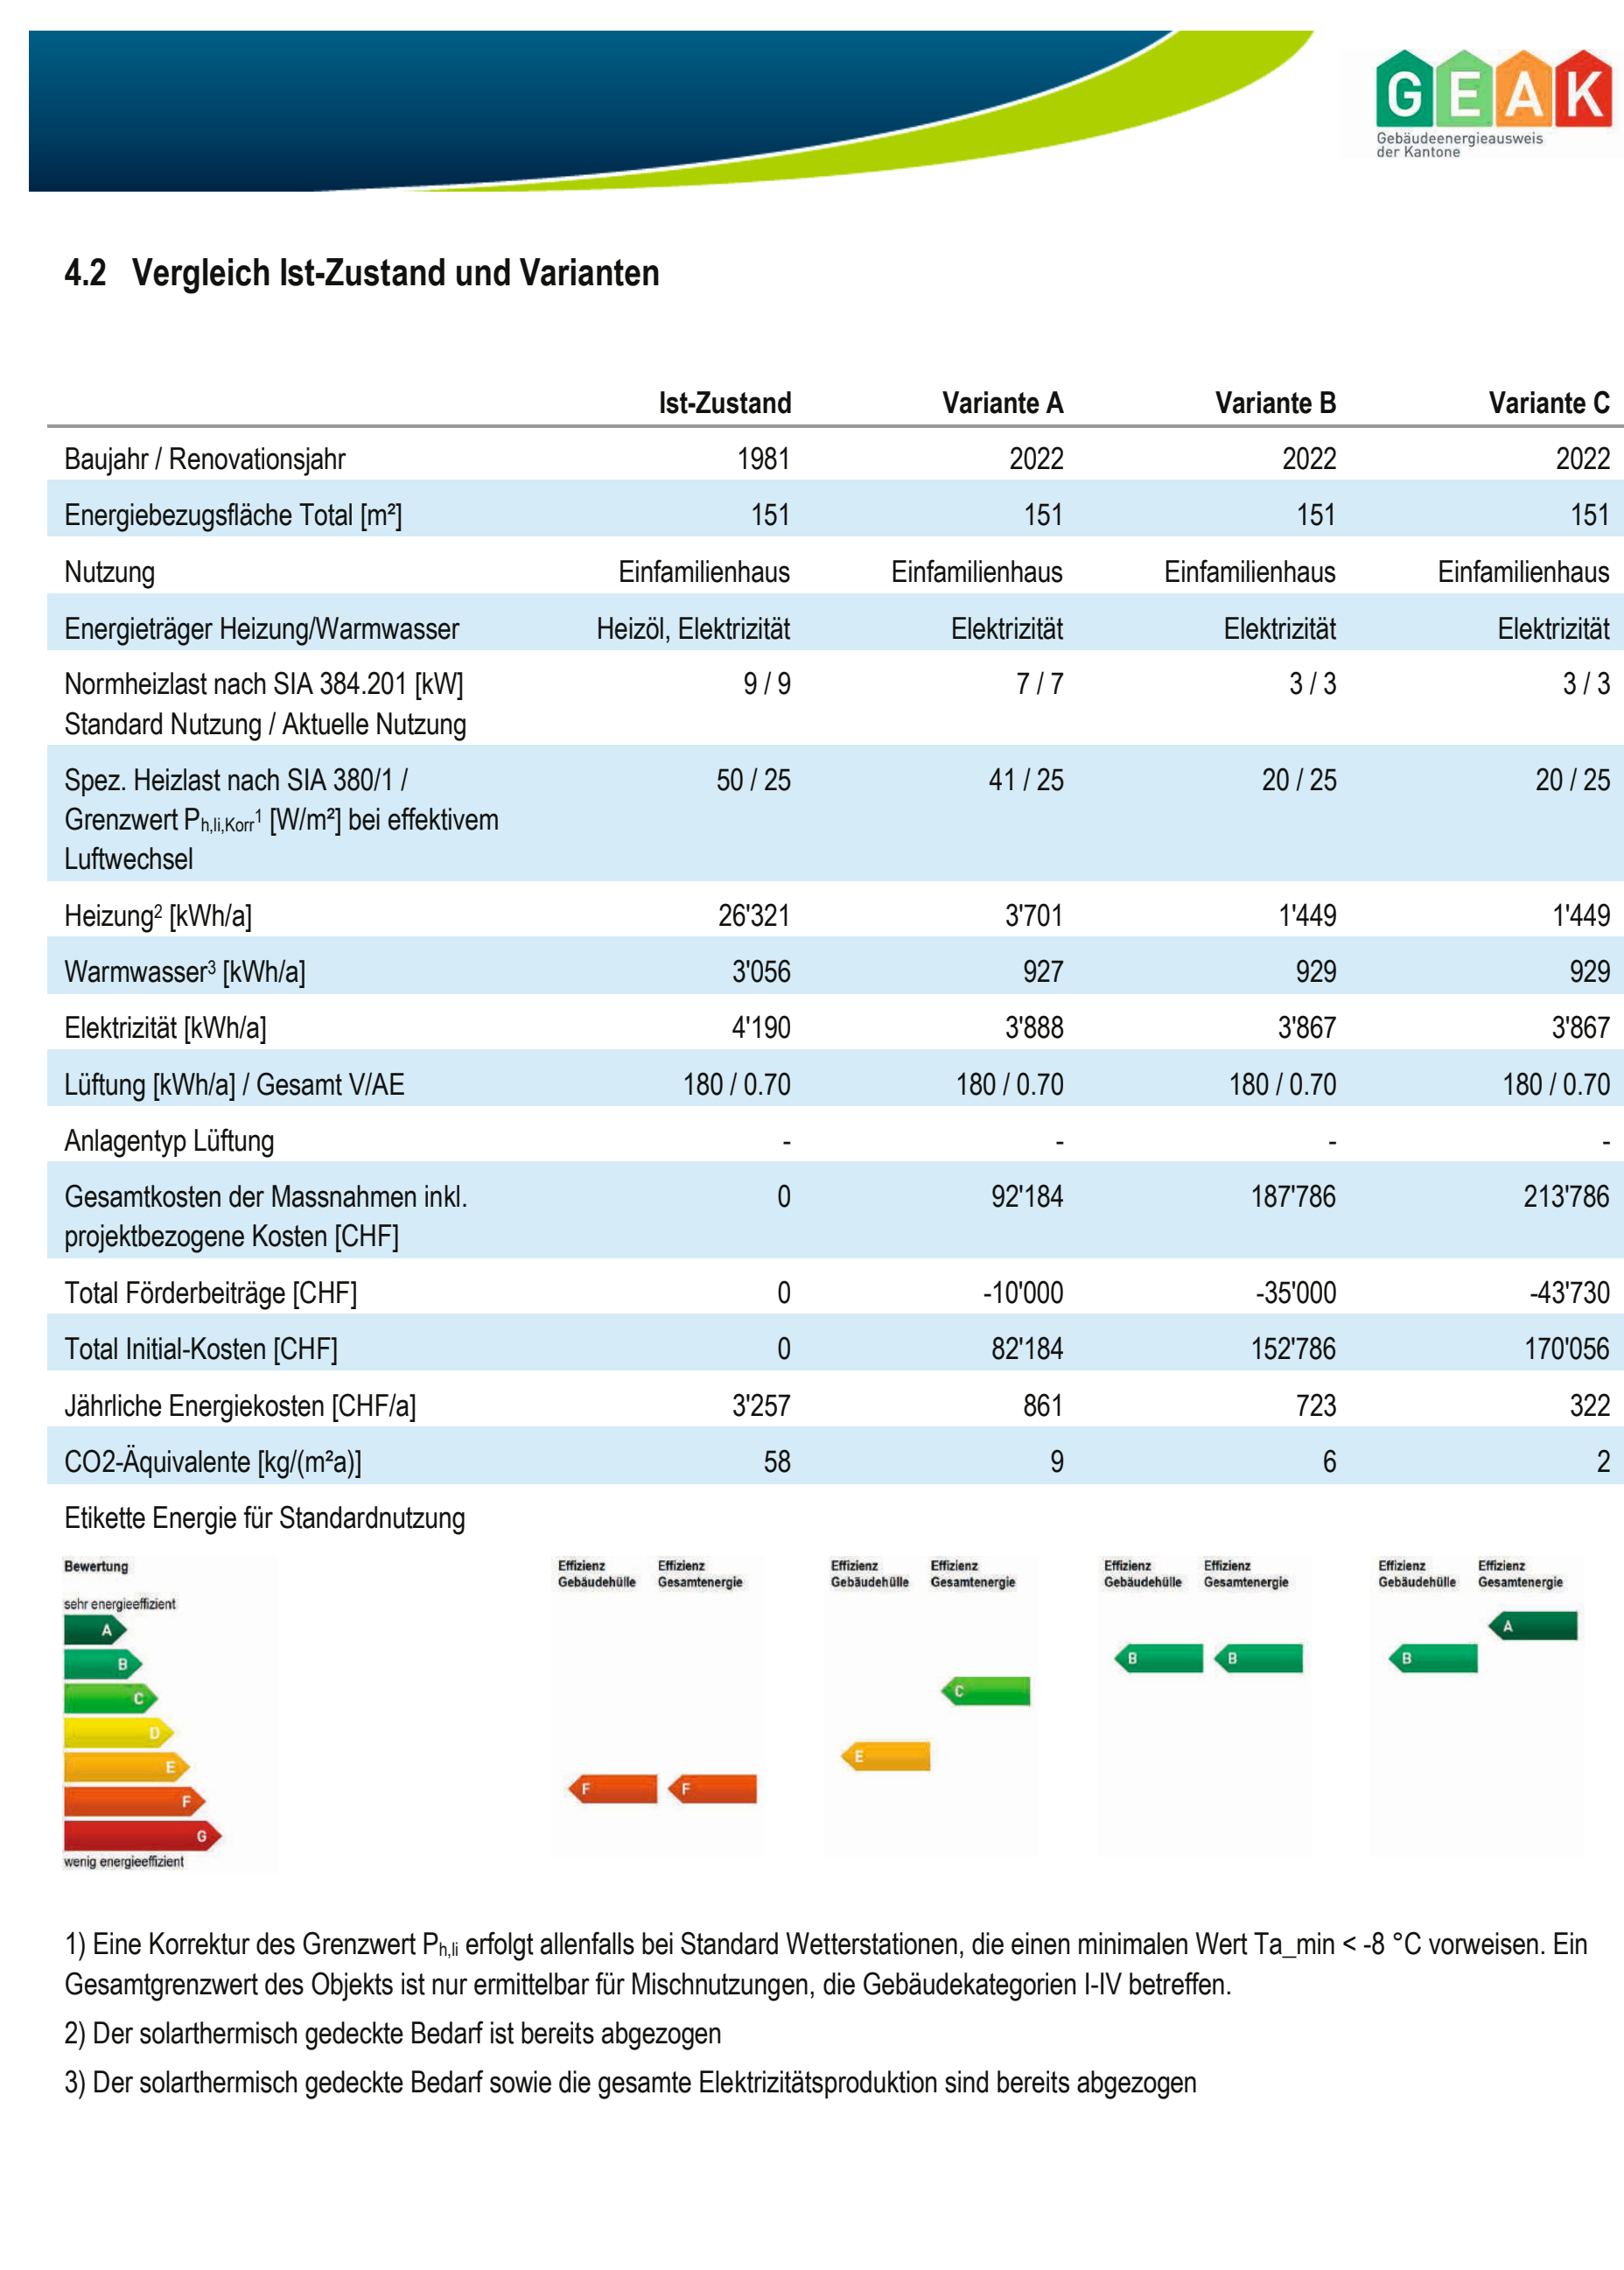 GEAK
Gebäudeenergieausweis
der Kantone
4.2 Vergleich Ist-Zustand und Varianten
Ist-Zustand Variante A Variante B Variante C
Baujahr / Renovationsjahr 1981 2022 2022 2022
Energiebezugsfläche Total [m²] 151 151 151 151
Nutzung Einfamilienhaus Einfamilienhaus Einfamilienhaus Einfamilienhaus
Energieträger Heizung/Warmwasser Heizöl, Elektrizität Elektrizität Elektrizität Elektrizität
Normheizlast nach SIA 384.201 [kW] 9 / 9 7 / 7 3 / 3 3 / 3
Standard Nutzung / Aktuelle Nutzung
Spez. Heizlast nach SIA 380/1 / 50 / 25 41 / 25 20 / 25 20 / 25
Grenzwert Ph,li,Korr¹ [W/m²] bei effektivem
Luftwechsel
Heizung² [kWh/a] 26'321 3'701 1'449 1'449
Warmwasser³ [kWh/a] 3'056 927 929 929
Elektrizität [kWh/a] 4'190 3'888 3'867 3'867
Lüftung [kWh/a] / Gesamt V/AE 180 / 0.70 180 / 0.70 180 / 0.70 180 / 0.70
Anlagentyp Lüftung - - - -
Gesamtkosten der Massnahmen inkl. 0 92'184 187'786 213'786
projektbezogene Kosten [CHF]
Total Förderbeiträge [CHF] 0 -10'000 -35'000 -43'730
Total Initial-Kosten [CHF] 0 82'184 152'786 170'056
Jährliche Energiekosten [CHF/a] 3'257 861 723 322
CO2-Äquivalente [kg/(m²a)] 58 9 6 2
Etikette Energie für Standardnutzung
Bewertung Effizienz Effizienz Effizienz Effizienz Effizienz Effizienz Effizienz Effizienz
Gebäudehülle Gesamtenergie Gebäudehülle Gesamtenergie Gebäudehülle Gesamtenergie Gebäudehülle Gesamtenergie
sehr energieeffizient
A A
B B B B
C C
D
E E
F F F
G
wenig energieeffizient
1) Eine Korrektur des Grenzwert Ph,li erfolgt allenfalls bei Standard Wetterstationen, die einen minimalen Wert Ta_min < -8 °C vorweisen. Ein
Gesamtgrenzwert des Objekts ist nur ermittelbar für Mischnutzungen, die Gebäudekategorien I-IV betreffen.
2) Der solarthermisch gedeckte Bedarf ist bereits abgezogen
3) Der solarthermisch gedeckte Bedarf sowie die gesamte Elektrizitätsproduktion sind bereits abgezogen